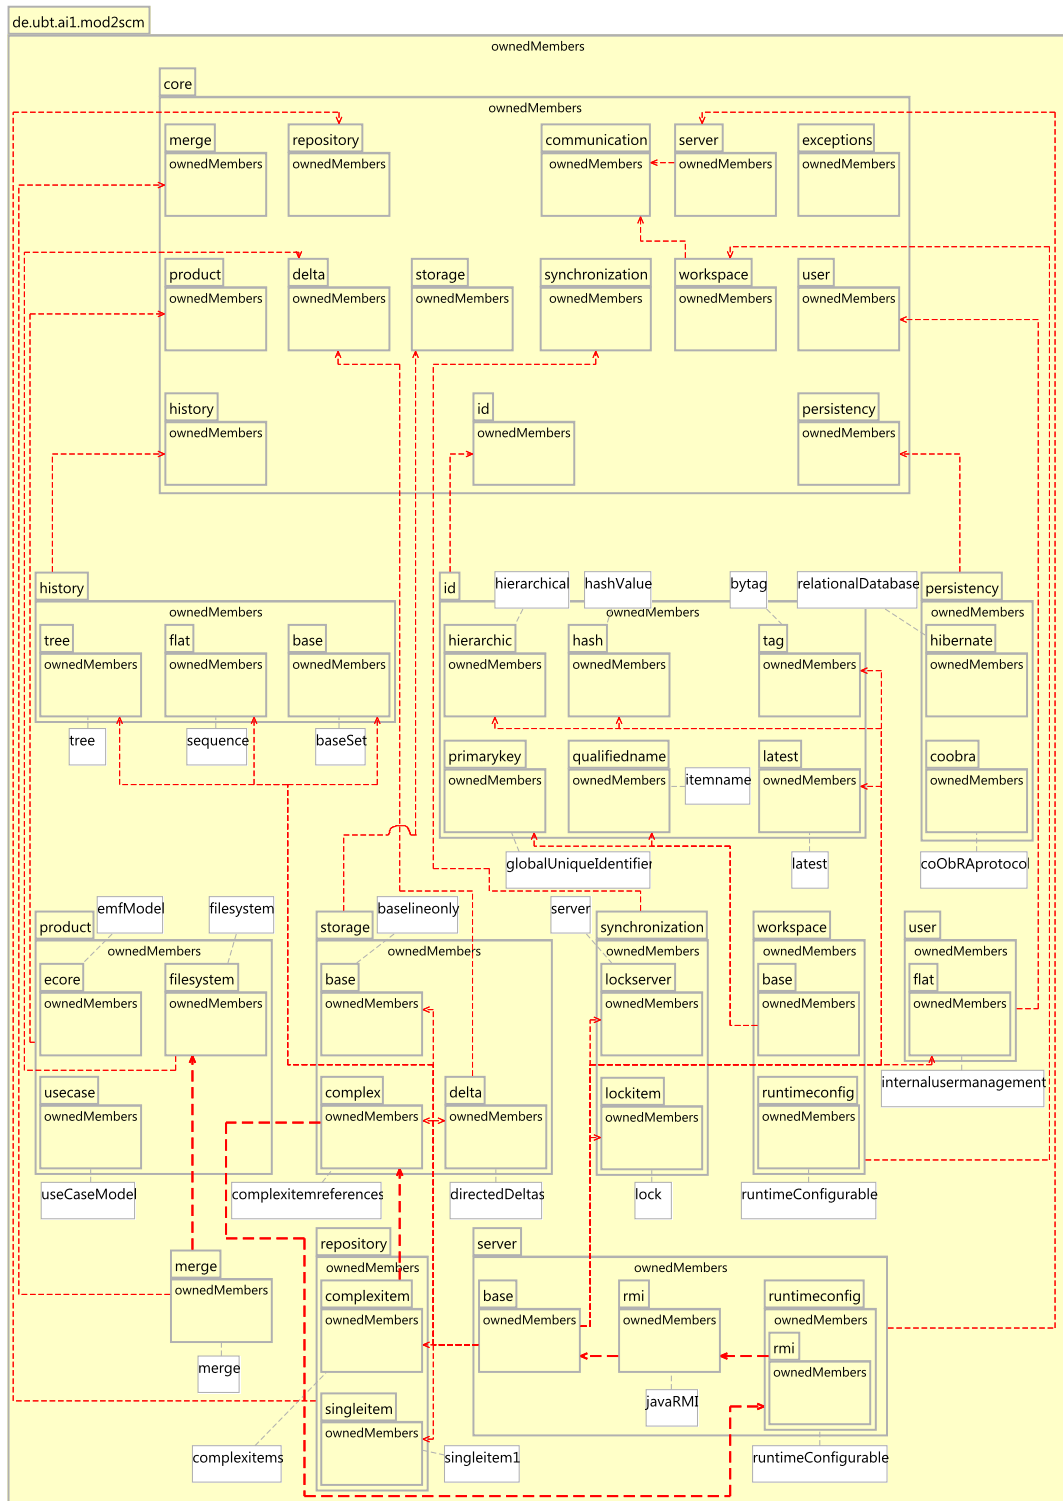 de.ubt.ai1.mod2scm
ownedMembers
core
ownedMembers
merge
repository
communication
server
exceptions
ownedMembers
ownedMembers
ownedMembers
ownedMembers
ownedMembers
product
delta
storage
synchronization
workspace
user
ownedMembers
ownedMembers
ownedMembers
ownedMembers
ownedMembers
ownedMembers
history
id
persistency
ownedMembers
ownedMembers
ownedMembers
history
id
hierarchical
hashValue
bytag
relationalDatabase
persistency
ownedMembers
ownedMembers
ownedMembers
tree
flat
base
hierarchic
hash
tag
hibernate
ownedMembers
ownedMembers
ownedMembers
ownedMembers
ownedMembers
ownedMembers
ownedMembers
tree
sequence
baseSet
primarykey
qualifiedname
latest
coobra
ownedMembers
ownedMembers
itemname
ownedMembers
ownedMembers
globalUniqueIdentifier
latest
coObRAprotocol
emfModel
filesystem
baselineonly
server
product
storage
synchronization
workspace
user
ownedMembers
ownedMembers
ownedMembers
ownedMembers
ownedMembers
ecore
filesystem
base
lockserver
base
flat
ownedMembers
ownedMembers
ownedMembers
ownedMembers
ownedMembers
ownedMembers
usecase
complex
delta
lockitem
runtimeconfig
internalusermanagement
ownedMembers
ownedMembers
ownedMembers
ownedMembers
ownedMembers
useCaseModel
complexitemreferences
directedDeltas
lock
runtimeConfigurable
repository
server
merge
ownedMembers
ownedMembers
ownedMembers
complexitem
base
rmi
runtimeconfig
ownedMembers
ownedMembers
ownedMembers
ownedMembers
rmi
merge
ownedMembers
javaRMI
singleitem
ownedMembers
complexitems
singleitem1
runtimeConfigurable